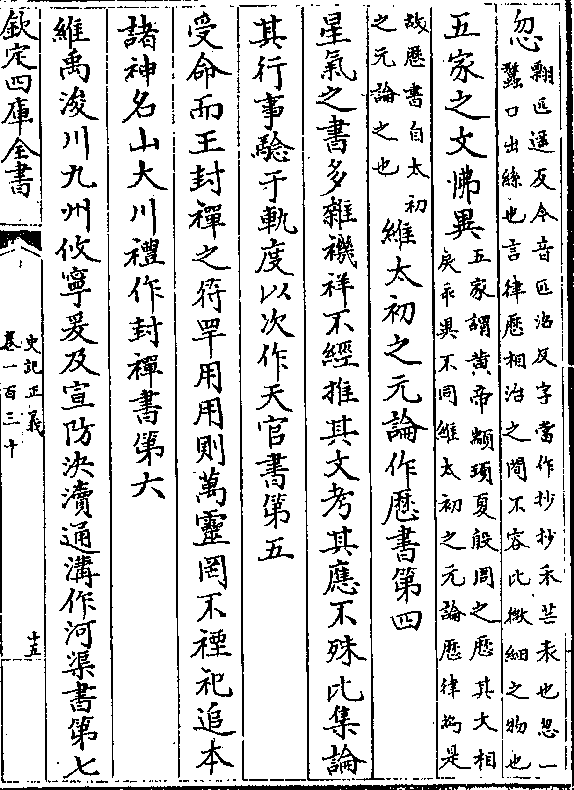 忽
翲匹遥反今音匹沼反字當作抄抄禾芒表也忽一
蠶口出絲也言律歴相治之間不容此微細之物也
五家之文怫異
五家謂黄帝顓頊夏殷周之歴其大相
戾乖異不同維太初之元論歴律為是
故歴書自太初
之元論之也
維太初之元論作歴書第四
星氣之書多雜禨祥不經推其文考其應不殊比集論
其行事驗于軌度以次作天官書第五
受命而王封禪之符罕用用則萬靈罔不禋祀追本
諸神名山大川禮作封禪書第六
維禹浚川九州攸寧爰及宣防決瀆通溝作河渠書第七
欽定四庫全書
史記正義
卷一百三十
十五